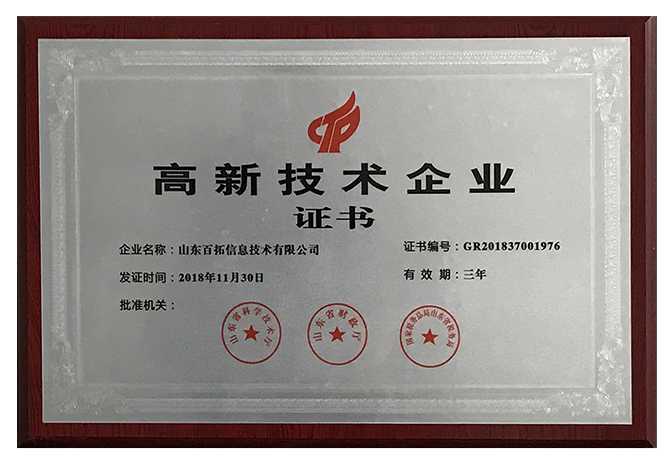 高新技术企业
证书
企业名称：山东百拓信息技术有限公司
证书编号：GR201837001976
发证时间：2018年11月30日
有效期：三年
批准机关：
山东省科学技术厅
山东省财政厅
国家税务总局山东省税务局